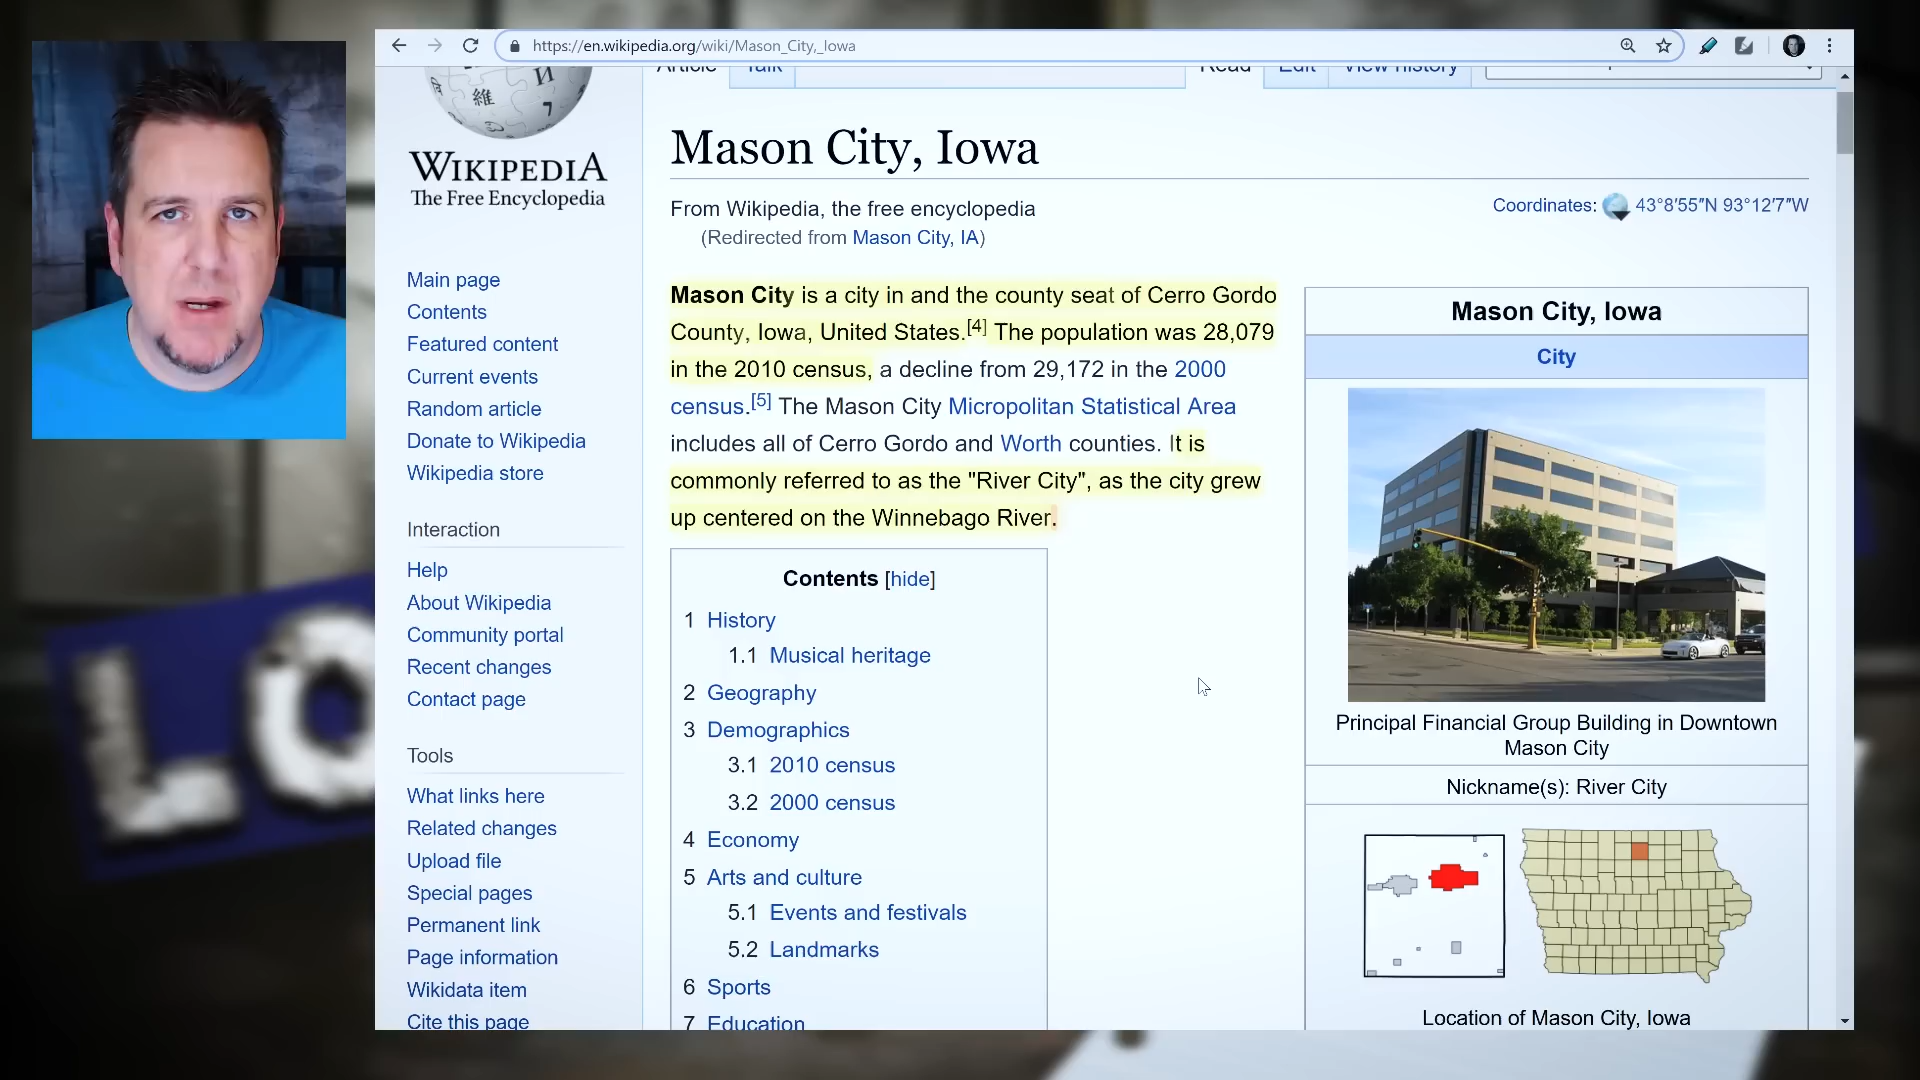 https://en.wikipedia.org/wiki/Mason_City,_Iowa
Article Talk
Read Edit View history
維 И 7
WIKIPEDIA
The Free Encyclopedia
Mason City, Iowa
From Wikipedia, the free encyclopedia
(Redirected from Mason City, IA)
Coordinates: 43°8′55″N 93°12′7″W
Main page
Contents
Featured content
Current events
Random article
Donate to Wikipedia
Wikipedia store
Interaction
Help
About Wikipedia
Community portal
Recent changes
Contact page
Tools
What links here
Related changes
Upload file
Special pages
Permanent link
Page information
Wikidata item
Cite this page
Mason City is a city in and the county seat of Cerro Gordo
County, Iowa, United States.[4] The population was 28,079
in the 2010 census, a decline from 29,172 in the 2000
census.[5] The Mason City Micropolitan Statistical Area
includes all of Cerro Gordo and Worth counties. It is
commonly referred to as the "River City", as the city grew
up centered on the Winnebago River.
Contents [hide]
1 History
1.1 Musical heritage
2 Geography
3 Demographics
3.1 2010 census
3.2 2000 census
4 Economy
5 Arts and culture
5.1 Events and festivals
5.2 Landmarks
6 Sports
7 Education
Mason City, Iowa
City
Principal Financial Group Building in Downtown
Mason City
Nickname(s): River City
Location of Mason City, Iowa
LO